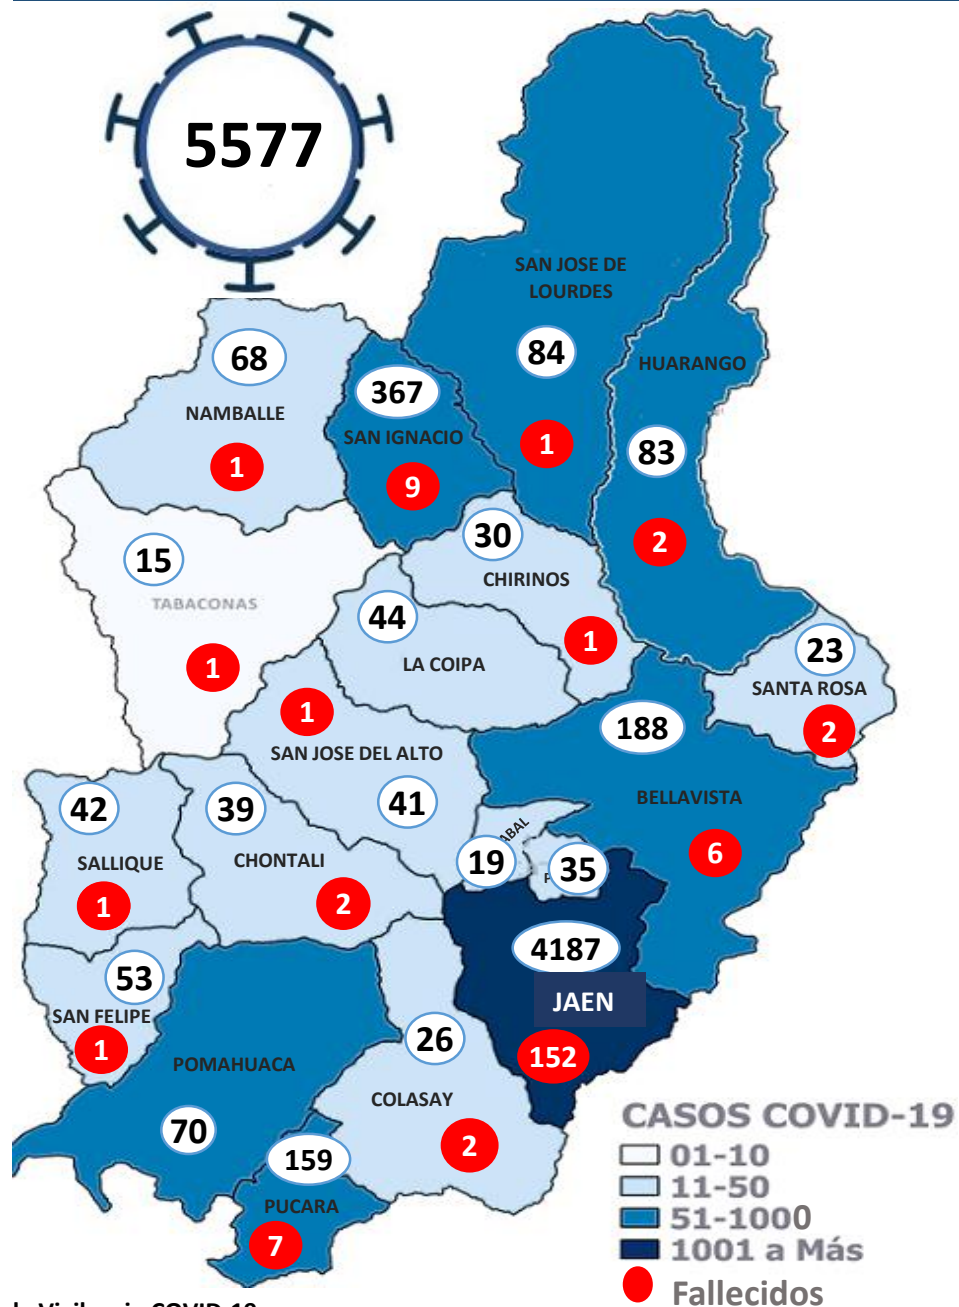 5577
SAN JOSE DE
LOURDES
84
1
HUARANGO
83
2
68
NAMBALLE
1
367
SAN IGNACIO
9
15
TABACONAS
1
30
CHIRINOS
1
44
LA COIPA
23
SANTA ROSA
2
1
SAN JOSE DEL ALTO
41
188
BELLAVISTA
6
42
SALLIQUE
1
39
CHONTALI
2
ABAL
19
35
4187
JAEN
152
53
SAN FELIPE
1
POMAHUACA
70
26
COLASAY
2
159
PUCARA
7
CASOS COVID-19
01-10
11-50
51-1000
1001 a Más
Fallecidos